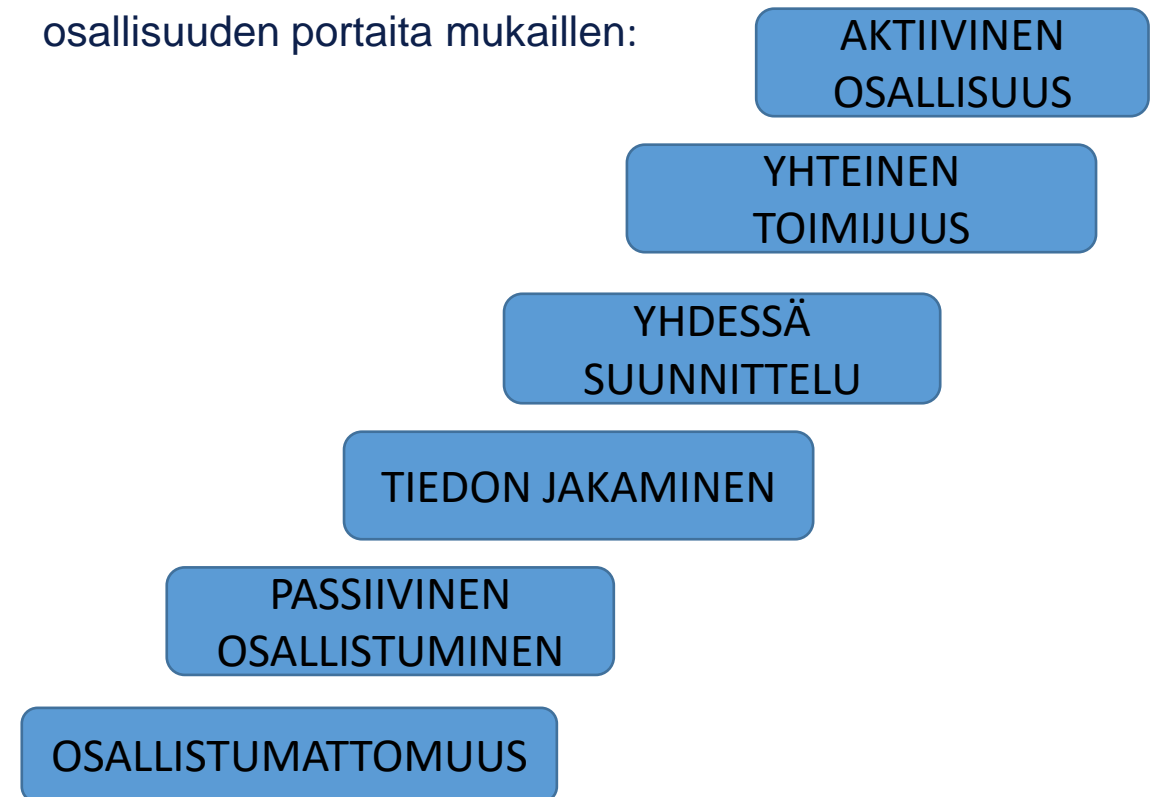 osallisuuden portaita mukaillen:
AKTIIVINEN
OSALLISUUS
YHTEINEN
TOIMIJUUS
YHDESSÄ
SUUNNITTELU
TIEDON JAKAMINEN
PASSIIVINEN
OSALLISTUMINEN
OSALLISTUMATTOMUUS